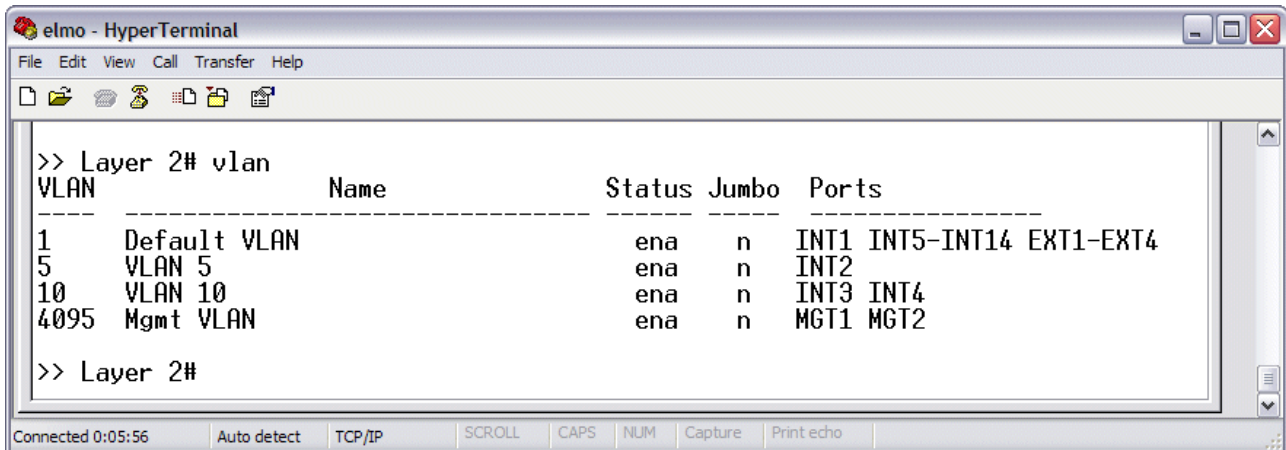 elmo - HyperTerminal
File Edit View Call Transfer Help
>> Layer 2# vlan
VLAN Name Status Jumbo Ports
---- -------------------------------- ------ ----- ----------------
1 Default VLAN ena n INT1 INT5-INT14 EXT1-EXT4
5 VLAN 5 ena n INT2
10 VLAN 10 ena n INT3 INT4
4095 Mgmt VLAN ena n MGT1 MGT2
>> Layer 2#
Connected 0:05:56 Auto detect TCP/IP SCROLL CAPS NUM Capture Print echo